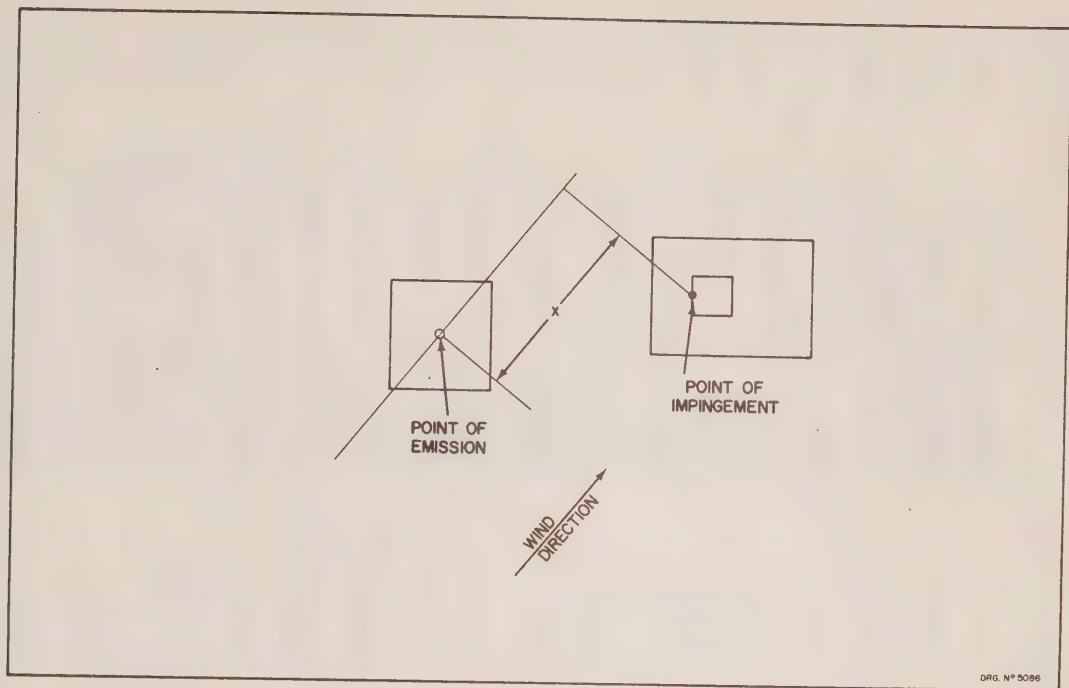 X
POINT OF
EMISSION
POINT OF
IMPINGEMENT
WIND
DIRECTION
DRG. Nº 5086